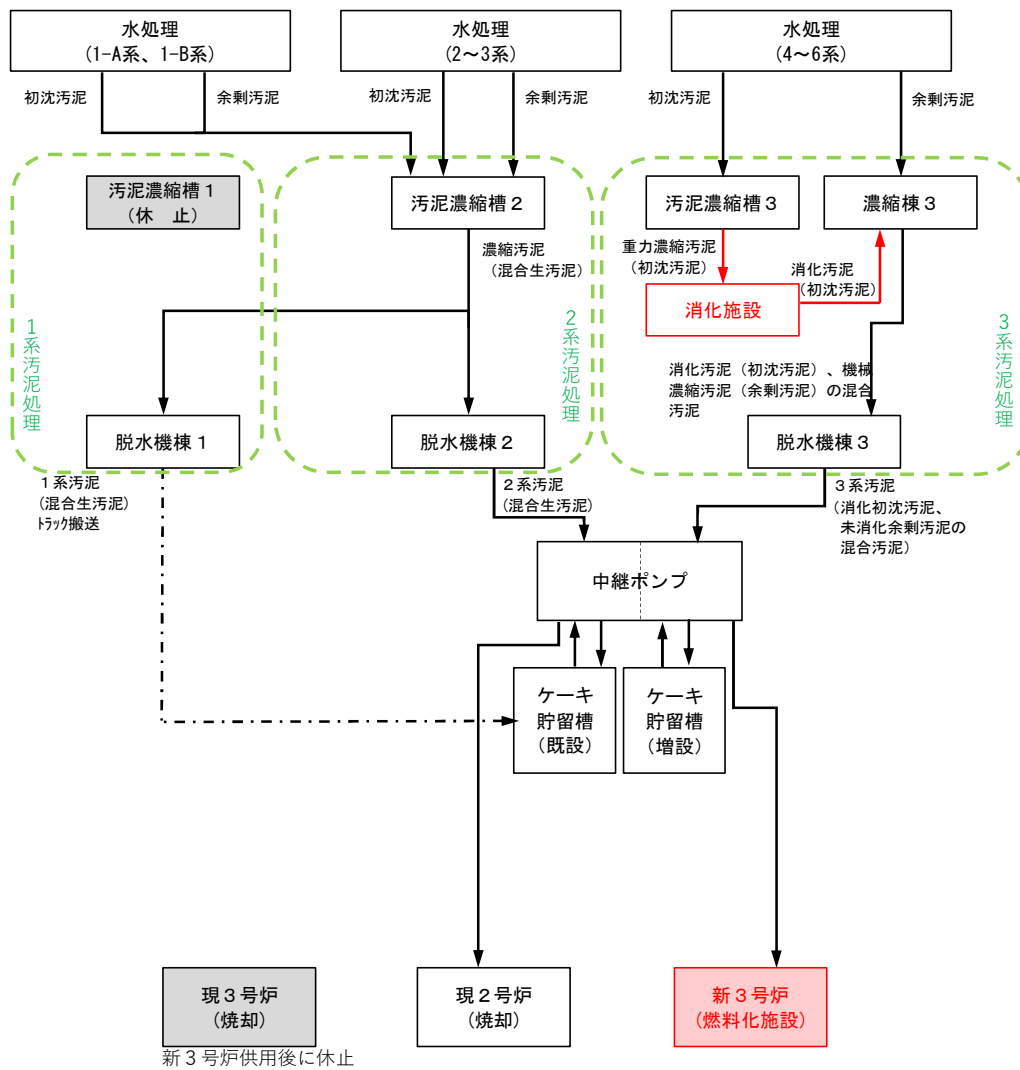 水処理
(1-A系、1-B系)
水処理
(2～3系)
水処理
(4～6系)
初沈汚泥
余剰汚泥
初沈汚泥
余剰汚泥
初沈汚泥
余剰汚泥
汚泥濃縮槽１
(休　止)
汚泥濃縮槽２
汚泥濃縮槽３
濃縮棟３
濃縮汚泥
(混合生汚泥)
重力濃縮汚泥
(初沈汚泥)
消化汚泥
(初沈汚泥)
消化施設
1系汚泥処理
2系汚泥処理
3系汚泥処理
消化汚泥（初沈汚泥）、機械
濃縮汚泥（余剰汚泥）の混合
汚泥
脱水機棟１
脱水機棟２
脱水機棟３
１系汚泥
(混合生汚泥)
ﾄﾗｯｸ搬送
２系汚泥
(混合生汚泥)
３系汚泥
(消化初沈汚泥、
未消化余剰汚泥の
混合汚泥)
中継ポンプ
ケーキ
貯留槽
(既設)
ケーキ
貯留槽
(増設)
現３号炉
(焼却)
現２号炉
(焼却)
新３号炉
(燃料化施設)
新３号炉供用後に休止